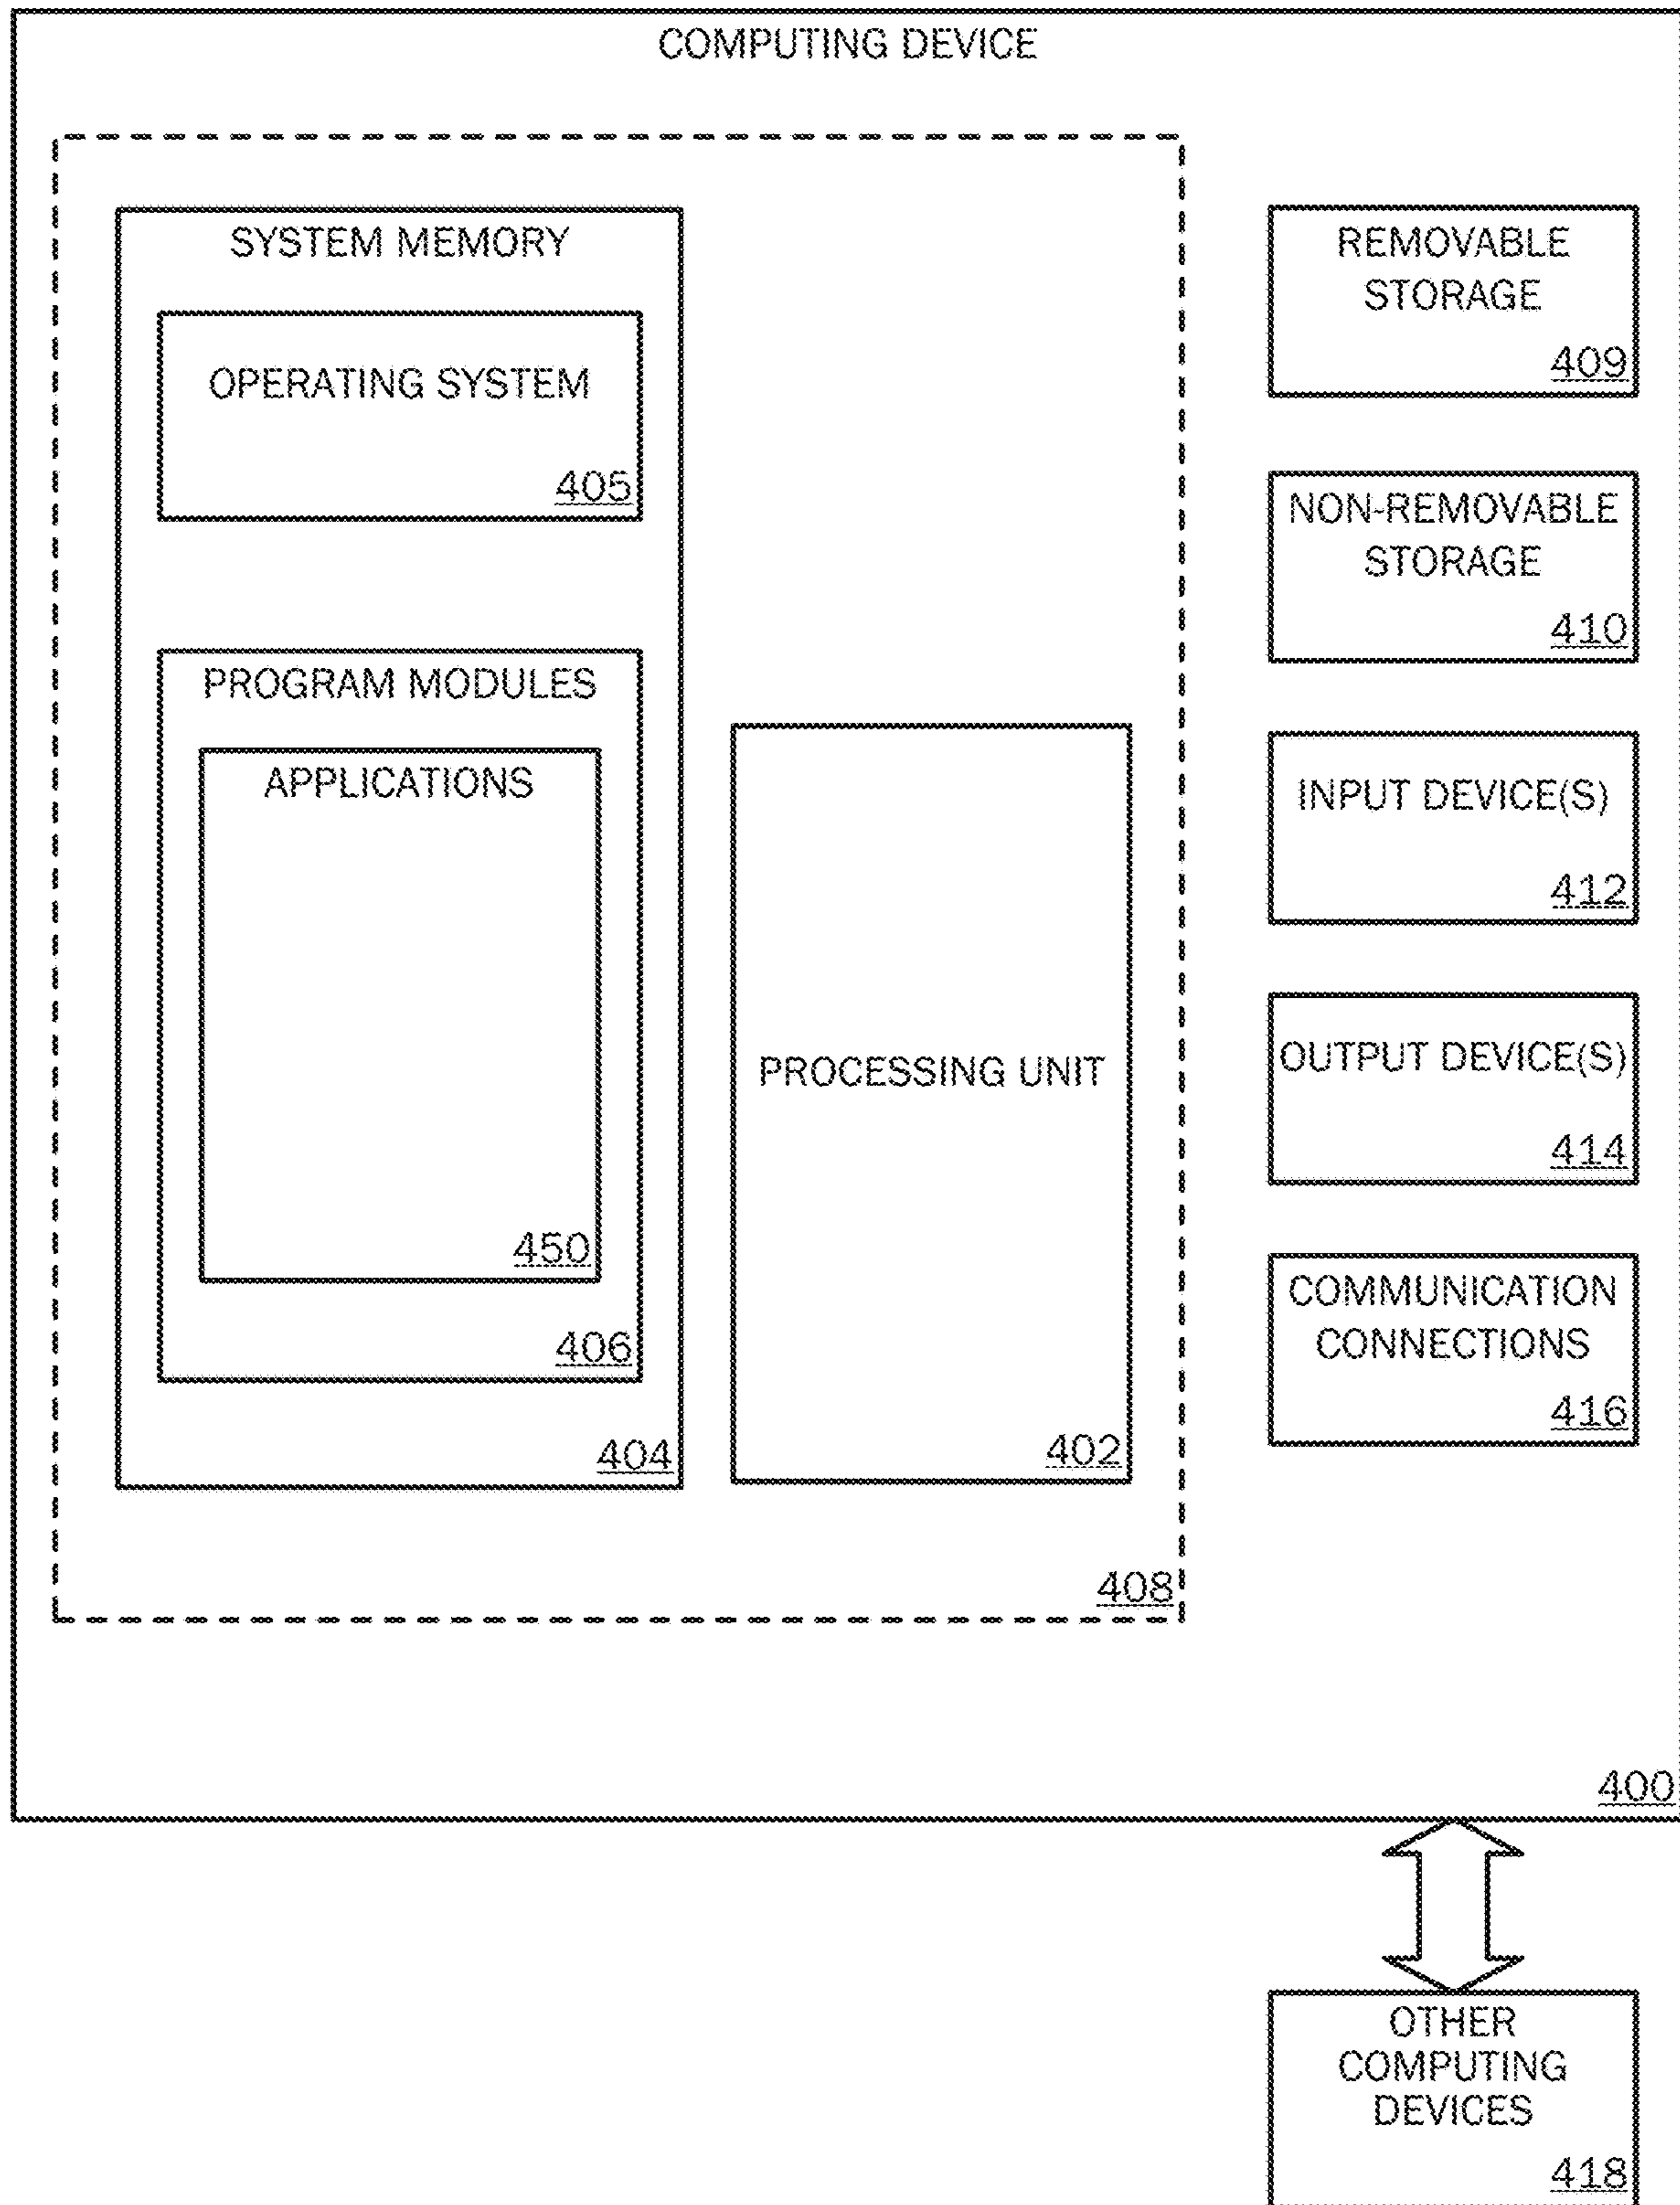 COMPUTING DEVICE
SYSTEM MEMORY
OPERATING SYSTEM
405
PROGRAM MODULES
APPLICATIONS
450
406
404
PROCESSING UNIT
402
408
REMOVABLE
STORAGE
409
NON-REMOVABLE
STORAGE
410
INPUT DEVICE(S)
412
OUTPUT DEVICE(S)
414
COMMUNICATION
CONNECTIONS
416
400
OTHER
COMPUTING
DEVICES
418